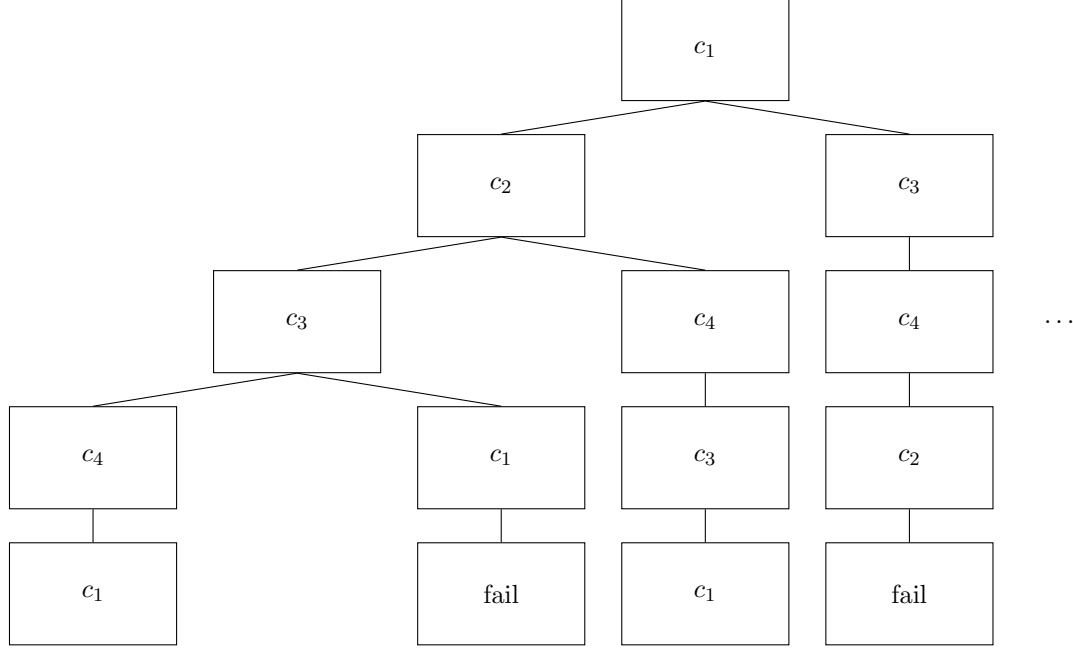 c₁
c₂ c₃
c₃ c₄ c₄ …
c₄ c₁ c₃ c₂
c₁ fail c₁ fail